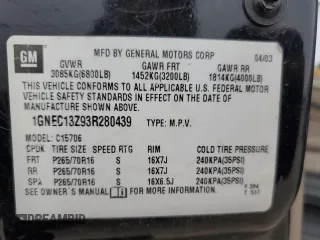 GM
MFD BY GENERAL MOTORS CORP
04/03
GVWR GAWR FRT GAWR RR
3085KG(6800LB) 1452KG(3200LB) 1814KG(4000LB)
THIS VEHICLE CONFORMS TO ALL APPLICABLE U.S. FEDERAL MOTOR
VEHICLE SAFETY STANDARDS IN EFFECT ON THE DATE OF MANUFACTURE
SHOWN ABOVE.
1GNEC13Z93R280439 TYPE: M.P.V.
MODEL: C15706
TIRE SIZE SPEED RTG RIM COLD TIRE PRESSURE
FRT P265/70R16 S 16X7J 240KPA(35PSI)
RR P265/70R16 S 16X7J 240KPA(35PSI)
SPA P265/70R16 S 16X6.5J 240KPA(35PSI)
SEE OWNER'S MANUAL FOR MORE INFORMATION.